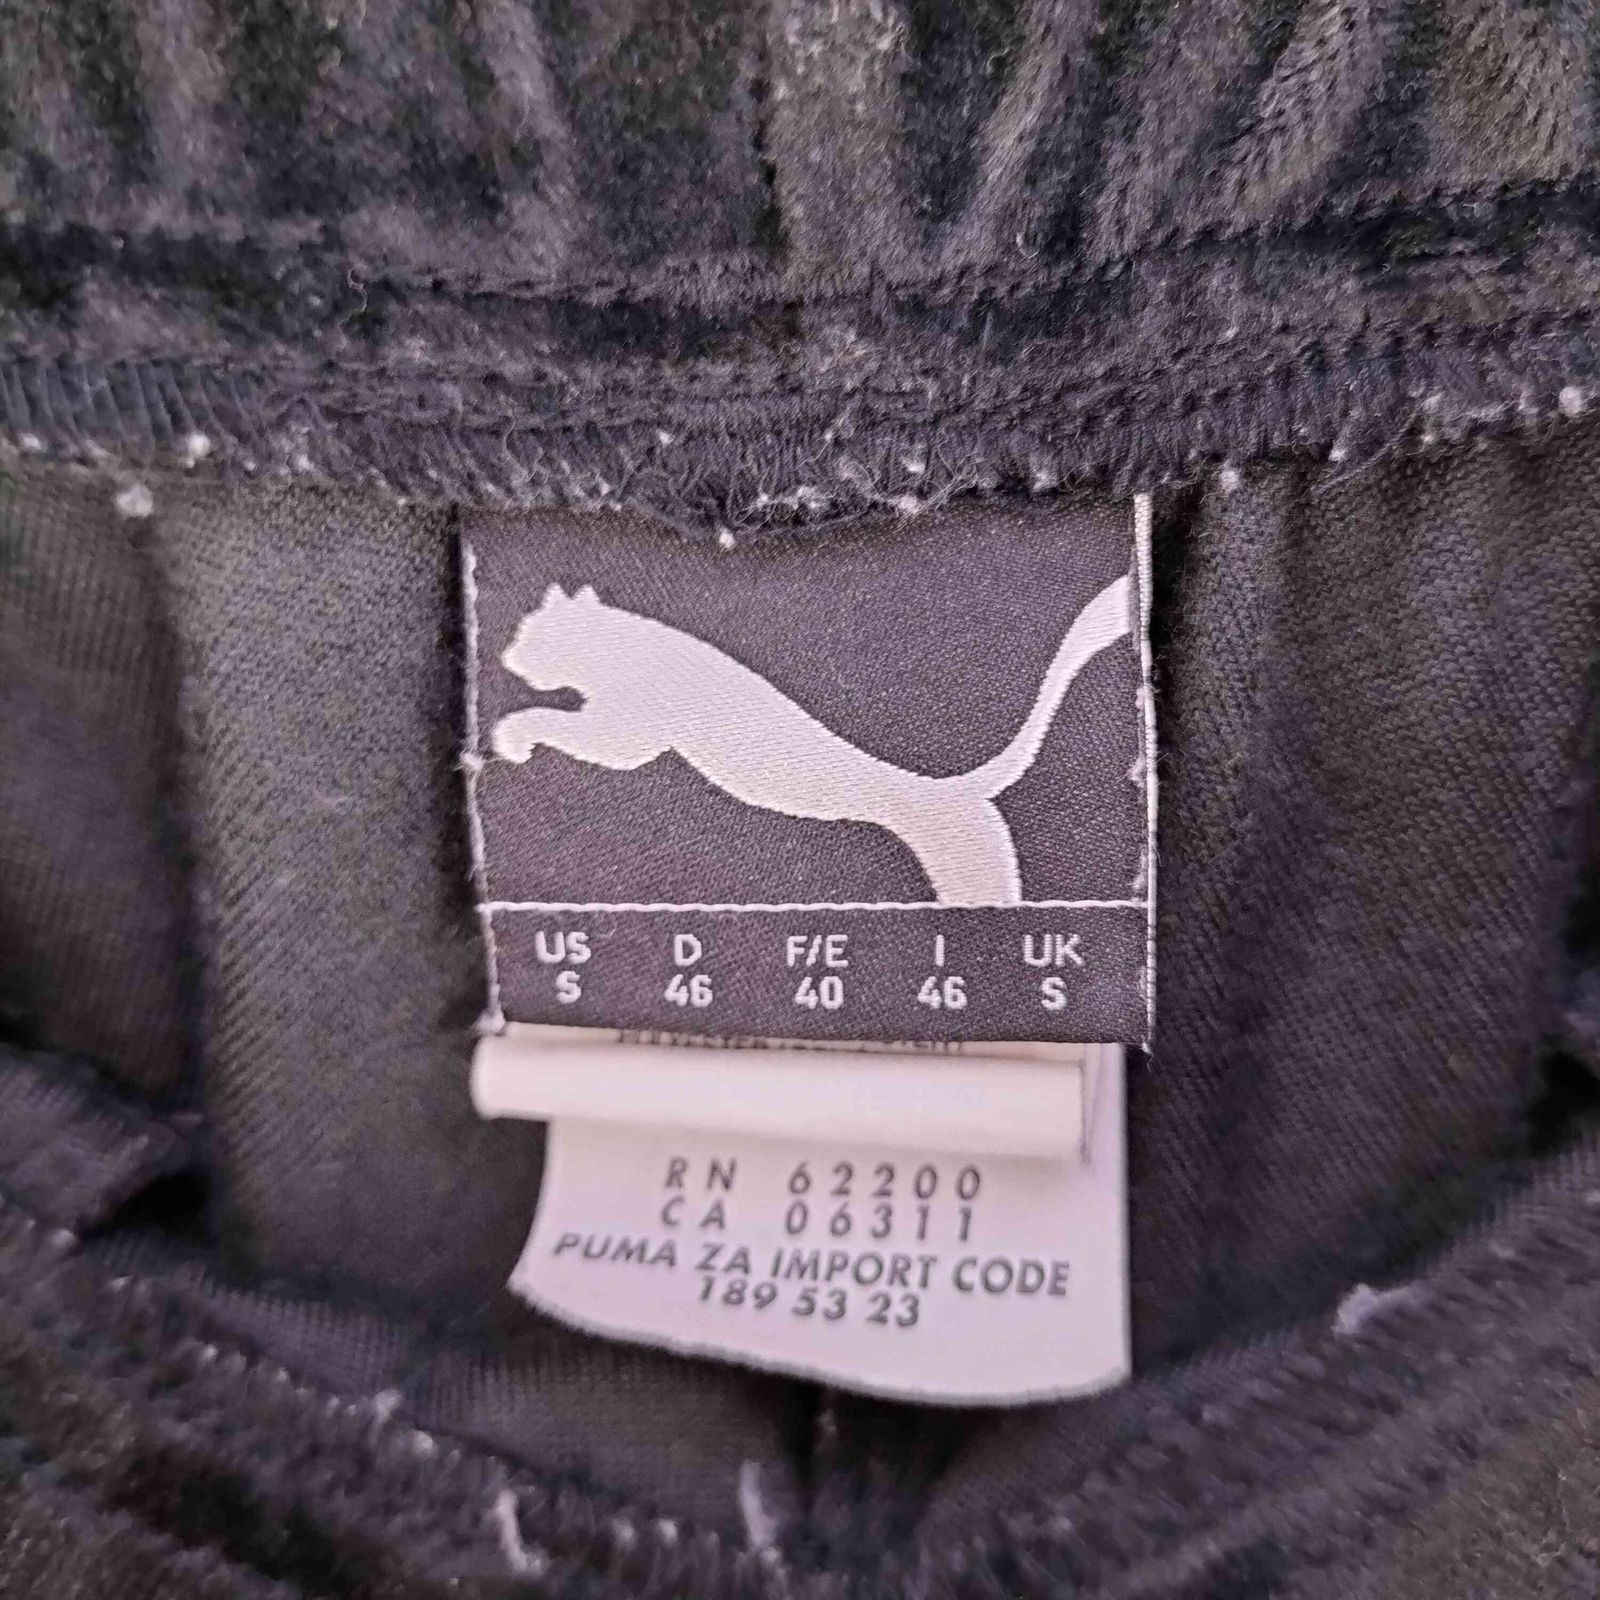 US D F/E I UK
S 46 40 46 S
RN 62200
CA 06311
PUMA ZA IMPORT CODE
189 53 23